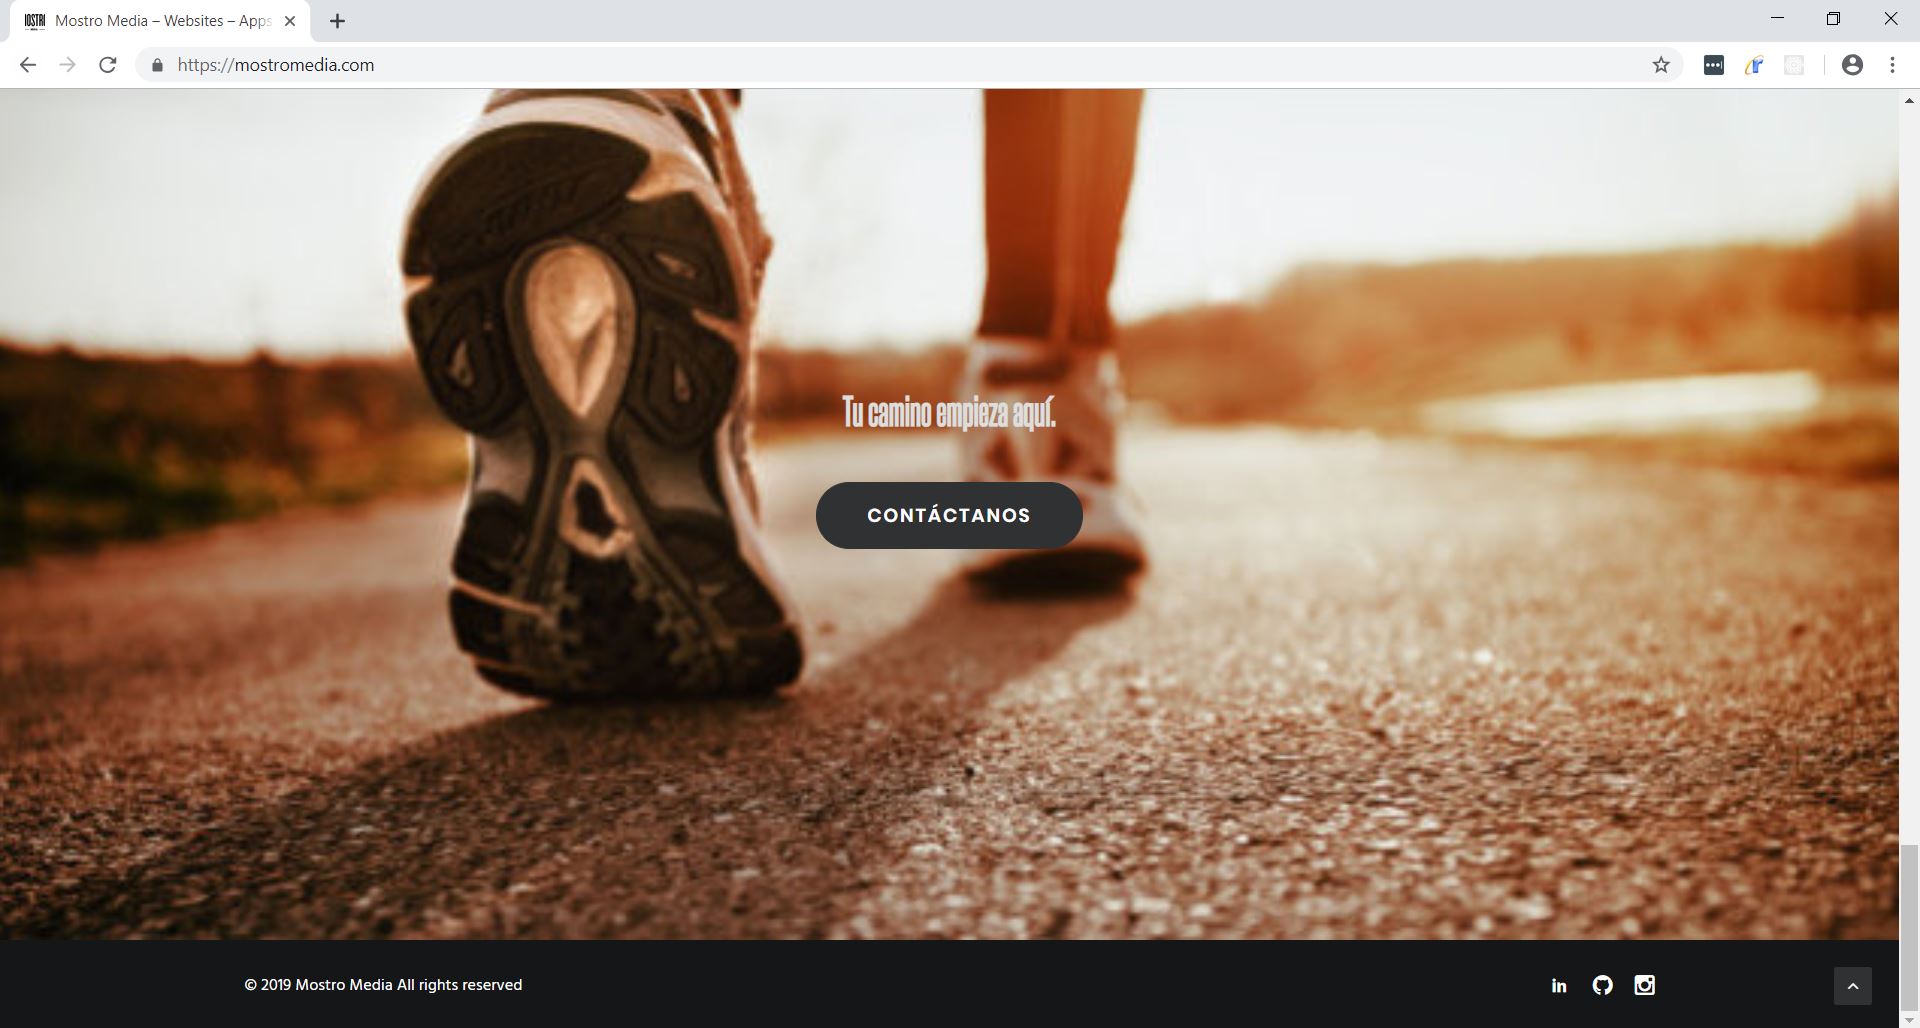 Mostro Media – Websites – Apps
https://mostromedia.com
Tu camino empieza aquí.
CONTÁCTANOS
© 2019 Mostro Media All rights reserved
in